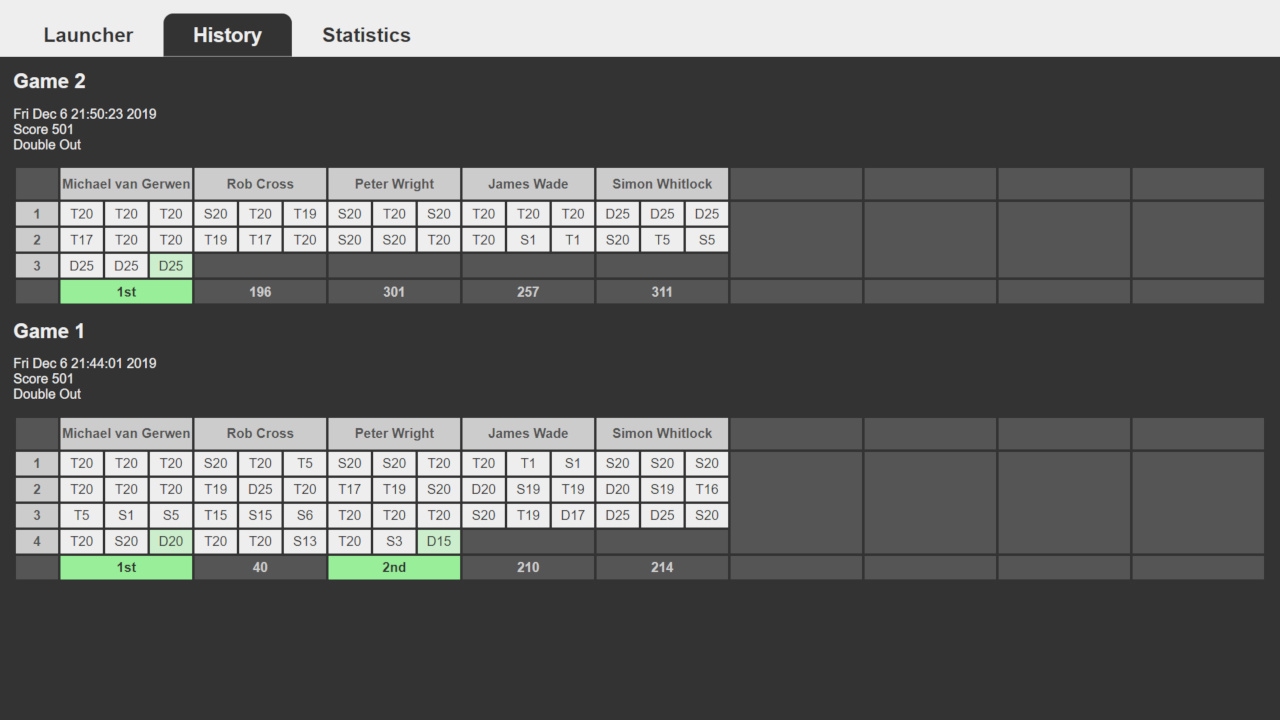 Launcher History Statistics
Game 2
Fri Dec 6 21:50:23 2019
Score 501
Double Out
Michael van Gerwen Rob Cross Peter Wright James Wade Simon Whitlock
1 T20 T20 T20 S20 T20 T19 S20 T20 S20 T20 T20 T20 D25 D25 D25
2 T17 T20 T20 T19 T17 T20 S20 S20 T20 T20 S1 T1 S20 T5 S5
3 D25 D25 D25
1st 196 301 257 311
Game 1
Fri Dec 6 21:44:01 2019
Score 501
Double Out
Michael van Gerwen Rob Cross Peter Wright James Wade Simon Whitlock
1 T20 T20 T20 S20 T20 T5 S20 S20 T20 T20 T1 S1 S20 S20 S20
2 T20 T20 T20 T19 D25 T20 T17 T19 S20 D20 S19 T19 D20 S19 T16
3 T5 S1 S5 T15 S15 S6 T20 T20 T20 S20 T19 D17 D25 D25 S20
4 T20 S20 D20 T20 T20 S13 T20 S3 D15
1st 40 2nd 210 214